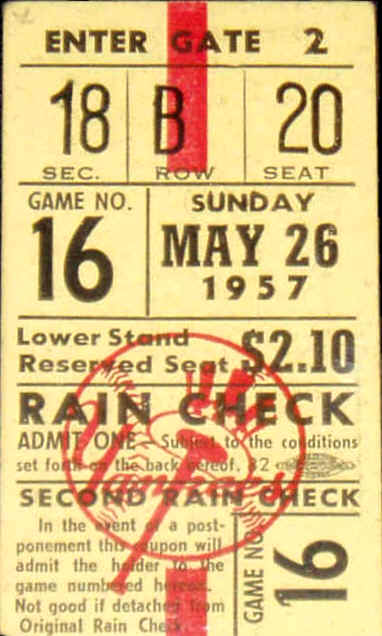 ENTER GATE 2
18 B 20
SEC. ROW SEAT
GAME NO. 16
SUNDAY
MAY 26
1957
Lower Stand
Reserved Seat $2.10
RAIN CHECK
ADMIT ONE - Subject to the conditions
set forth on the back hereof. 82
Yankees
SECOND RAIN CHECK
In the event of a post-
ponement this coupon will
admit the holder to the
game numbered hereon.
Not good if detached from
Original Rain Check.
GAME NO. 16